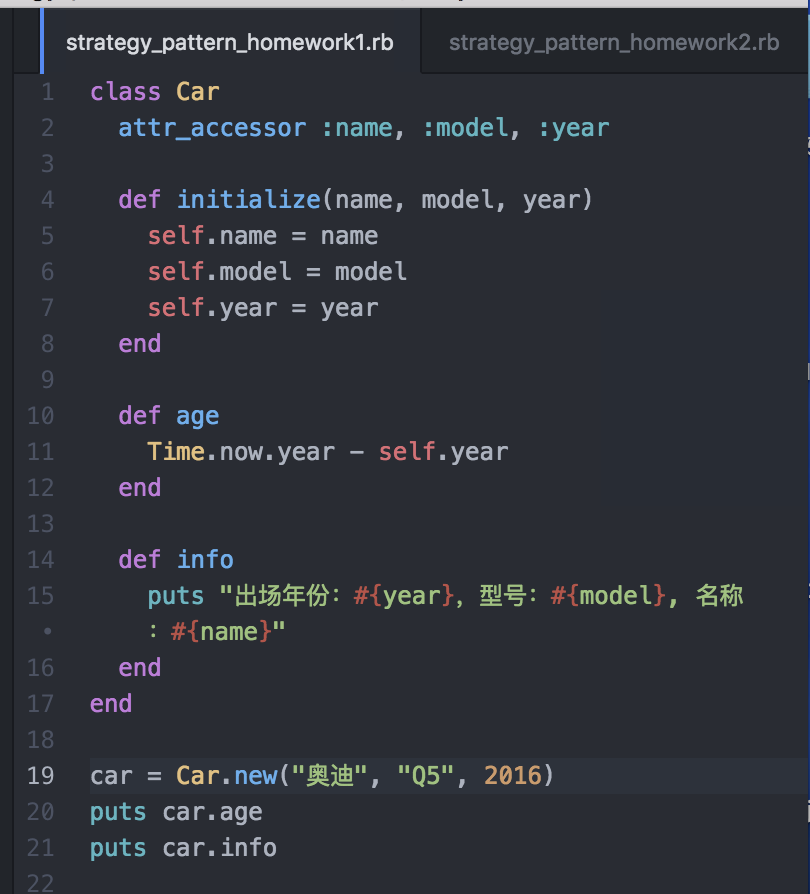 strategy_pattern_homework1.rb strategy_pattern_homework2.rb
1 class Car
2 attr_accessor :name, :model, :year
3
4 def initialize(name, model, year)
5 self.name = name
6 self.model = model
7 self.year = year
8 end
9
10 def age
11 Time.now.year - self.year
12 end
13
14 def info
15 puts "出场年份：#{year}，型号：#{model}, 名称
• ：#{name}"
16 end
17 end
18
19 car = Car.new("奥迪", "Q5", 2016)
20 puts car.age
21 puts car.info
22